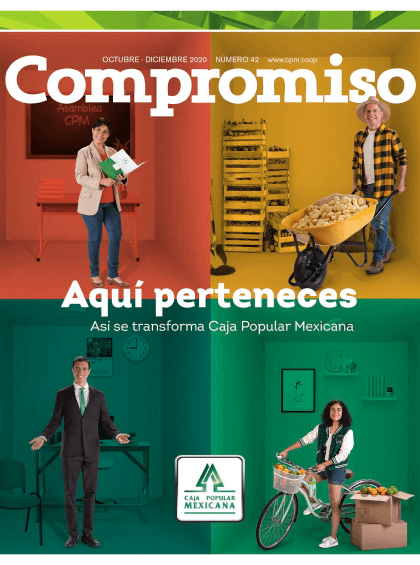 OCTUBRE - DICIEMBRE 2020 NÚMERO 42 www.cpm.coop
Compromiso
Asamblea
CPM
Aquí perteneces
Así se transforma Caja Popular Mexicana
CAJA POPULAR
MEXICANA